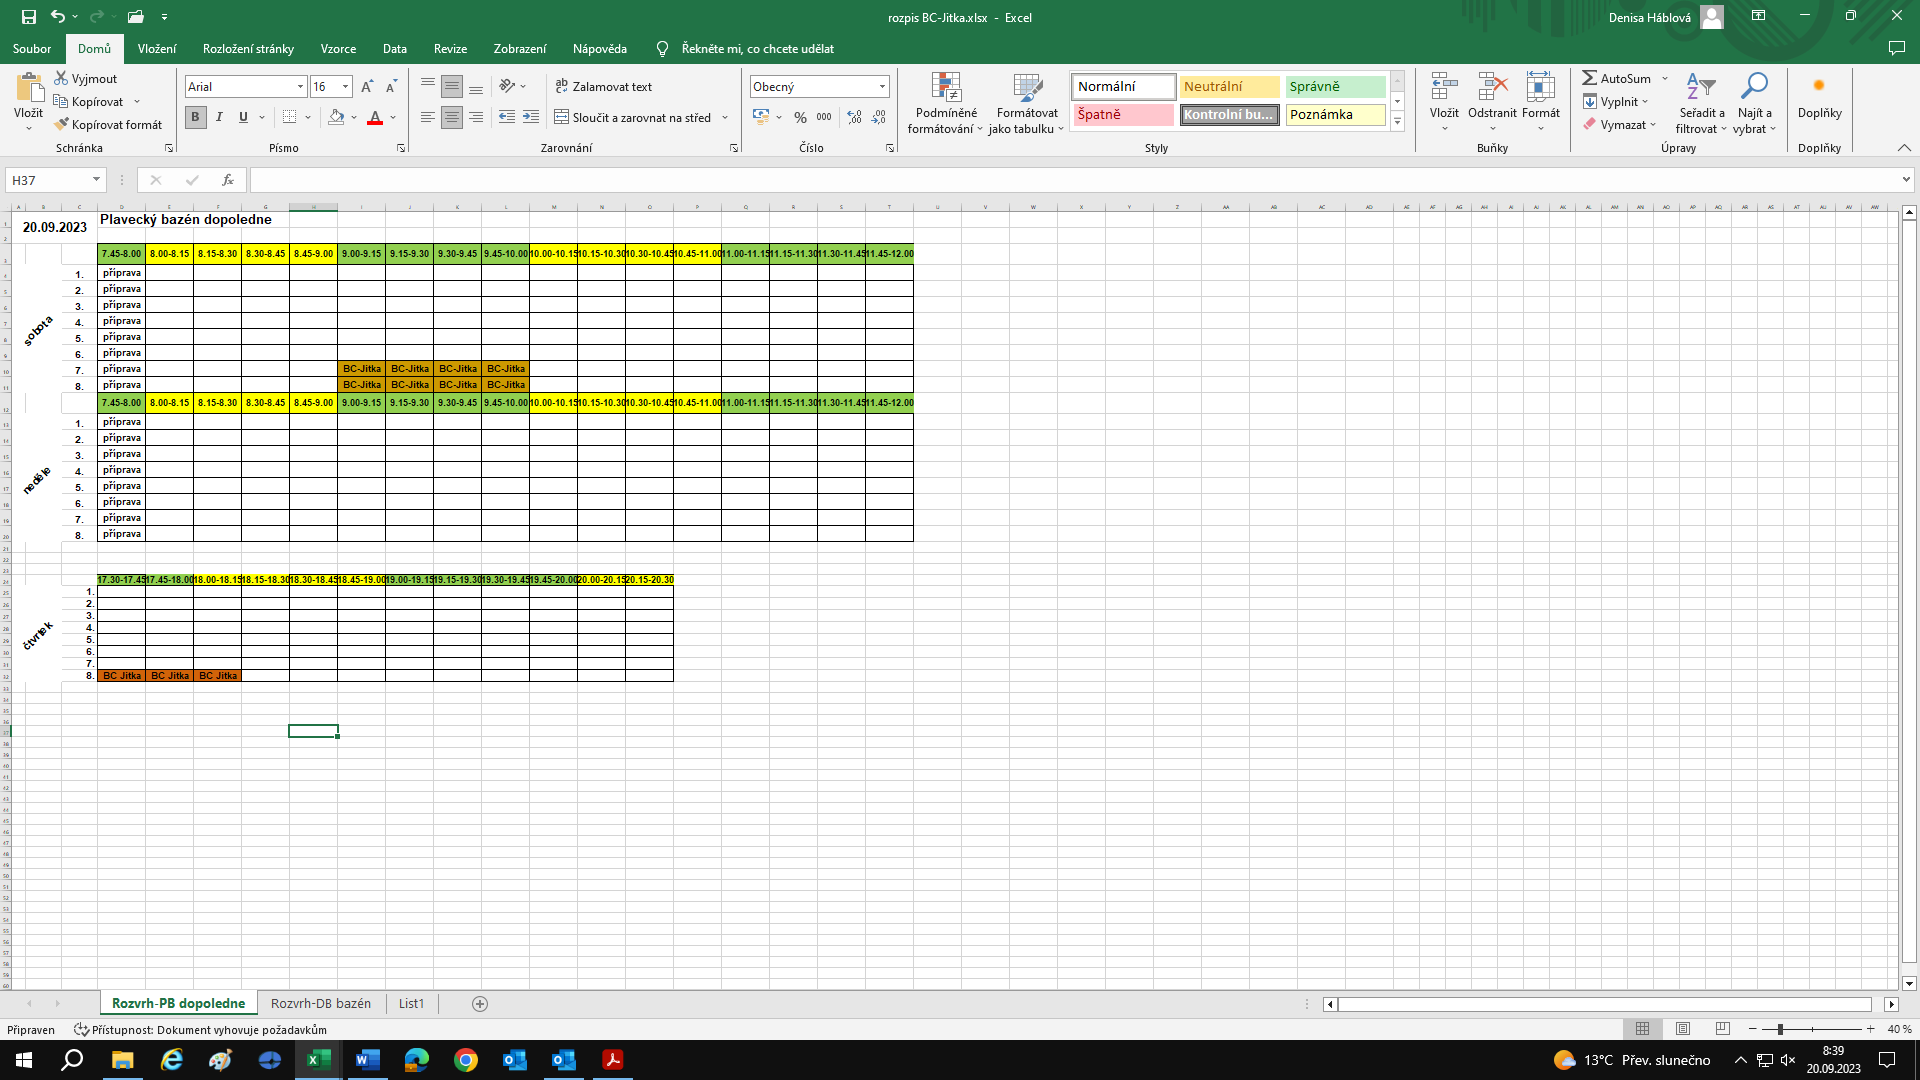 rozpis BC-Jitka.xlsx - Excel
Denisa Háblová
Soubor Domů Vložení Rozložení stránky Vzorce Data Revize Zobrazení Nápověda Řekněte mi, co chcete udělat
Vložit
Vyjmout
Kopírovat
Kopírovat formát
Schránka
Arial 16
B I U
Písmo
Zalamovat text
Sloučit a zarovnat na střed
Zarovnání
Obecný
% 000
Číslo
Podmíněné formátování
Formátovat jako tabulku
Normální Neutrální Správně
Špatně Kontrolní bu... Poznámka
Styly
Vložit Odstranit Formát
Buňky
AutoSum
Vyplnit
Vymazat
Seřadit a filtrovat
Najít a vybrat
Úpravy
Doplňky
Doplňky
H37
fx
20.09.2023 Plavecký bazén dopoledne
7.45-8.00 8.00-8.15 8.15-8.30 8.30-8.45 8.45-9.00 9.00-9.15 9.15-9.30 9.30-9.45 9.45-10.00 10.00-10.15 10.15-10.30 10.30-10.45 10.45-11.00 11.00-11.15 11.15-11.30 11.30-11.45 11.45-12.00
sobota
1. příprava
2. příprava
3. příprava
4. příprava
5. příprava
6. příprava
7. příprava BC-Jitka BC-Jitka BC-Jitka BC-Jitka
8. příprava BC-Jitka BC-Jitka BC-Jitka BC-Jitka
7.45-8.00 8.00-8.15 8.15-8.30 8.30-8.45 8.45-9.00 9.00-9.15 9.15-9.30 9.30-9.45 9.45-10.00 10.00-10.15 10.15-10.30 10.30-10.45 10.45-11.00 11.00-11.15 11.15-11.30 11.30-11.45 11.45-12.00
neděle
1. příprava
2. příprava
3. příprava
4. příprava
5. příprava
6. příprava
7. příprava
8. příprava
17.30-17.45 17.45-18.00 18.00-18.15 18.15-18.30 18.30-18.45 18.45-19.00 19.00-19.15 19.15-19.30 19.30-19.45 19.45-20.00 20.00-20.15 20.15-20.30
čtvrtek
1.
2.
3.
4.
5.
6.
7.
8. BC Jitka BC Jitka BC Jitka
Rozvrh-PB dopoledne Rozvrh-DB bazén List1
Připraven Přístupnost: Dokument vyhovuje požadavkům
40 %
13°C Přev. slunečno
8:39
20.09.2023